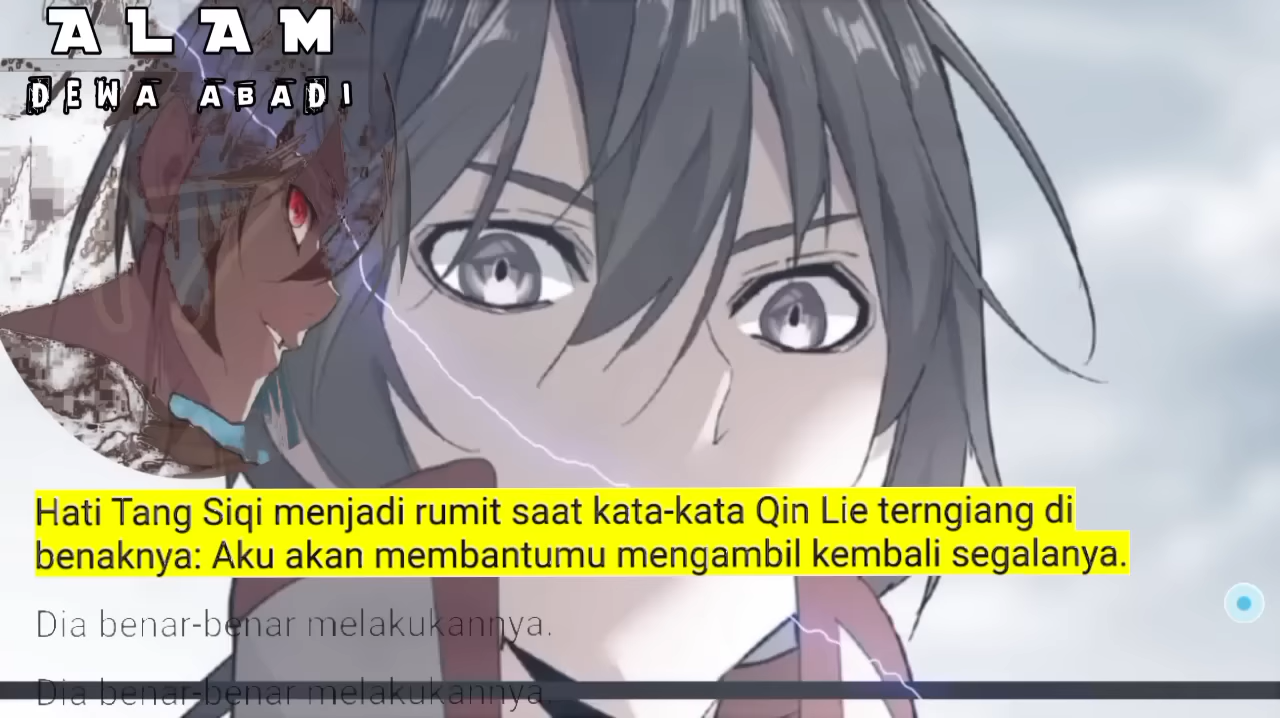 ALAM
DEWA ABADI
Hati Tang Siqi menjadi rumit saat kata-kata Qin Lie terngiang di
benaknya: Aku akan membantumu mengambil kembali segalanya.
Dia benar-benar melakukannya.
Dia benar-benar melakukannya.